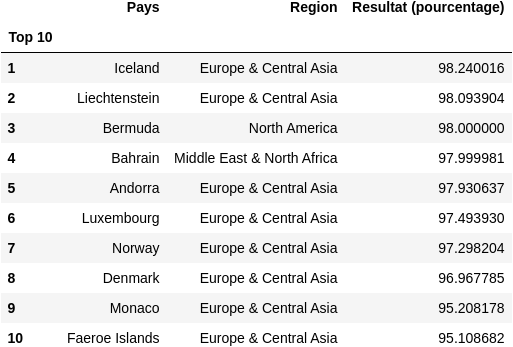 Pays Region Resultat (pourcentage)
Top 10
1 Iceland Europe & Central Asia 98.240016
2 Liechtenstein Europe & Central Asia 98.093904
3 Bermuda North America 98.000000
4 Bahrain Middle East & North Africa 97.999981
5 Andorra Europe & Central Asia 97.930637
6 Luxembourg Europe & Central Asia 97.493930
7 Norway Europe & Central Asia 97.298204
8 Denmark Europe & Central Asia 96.967785
9 Monaco Europe & Central Asia 95.208178
10 Faeroe Islands Europe & Central Asia 95.108682